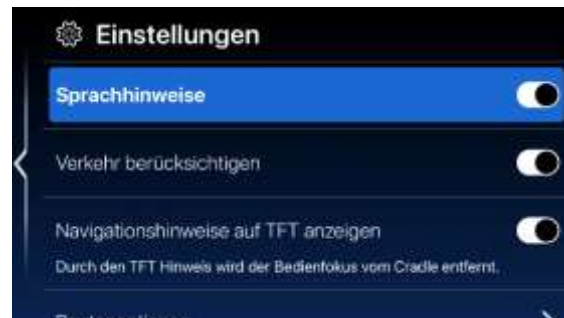 Einstellungen
Sprachhinweise
Verkehr berücksichtigen
Navigationshinweise auf TFT anzeigen
Durch den TFT Hinweis wird der Bedienfokus vom Cradle entfernt.